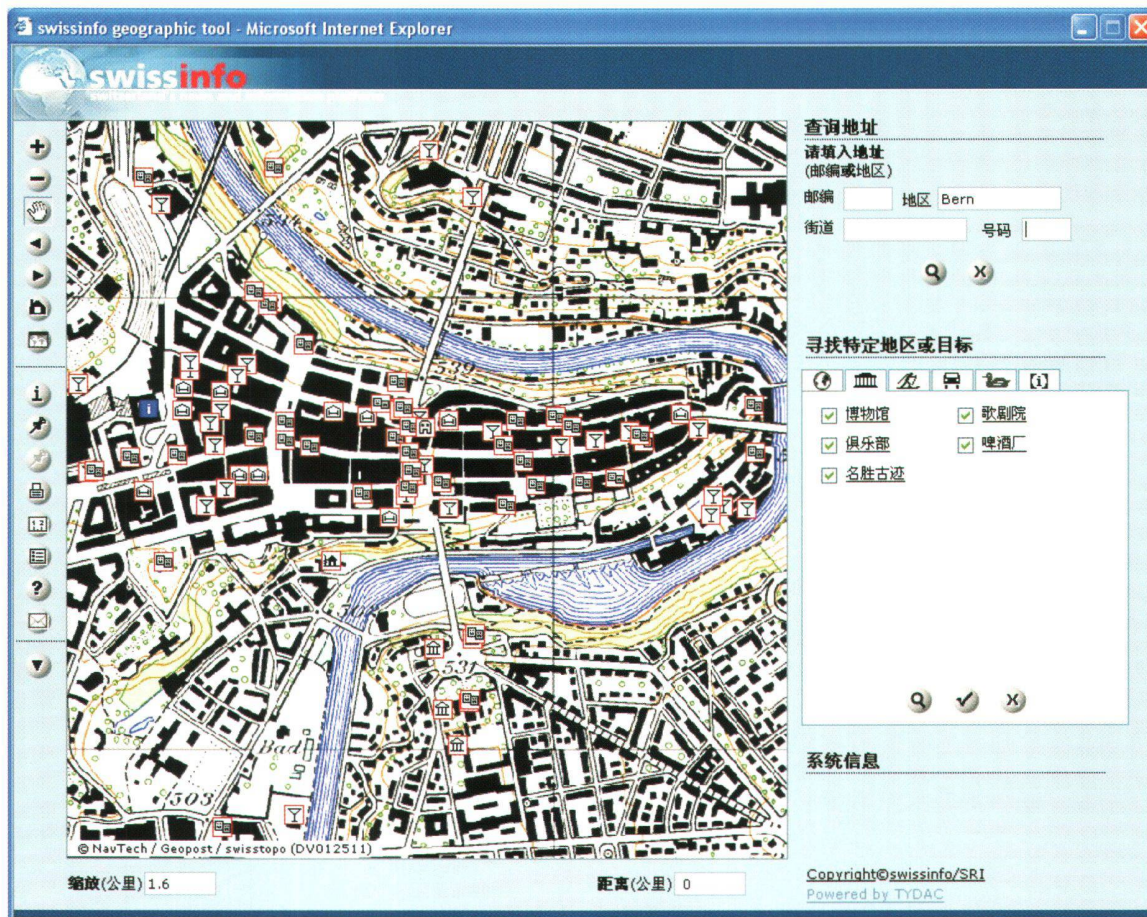 swissinfo geographic tool - Microsoft Internet Explorer
swissinfo
查询地址
请填入地址
(邮编或地区)
邮编 地区 Bern
街道 号码
寻找特定地区或目标
博物馆 歌剧院
俱乐部 啤酒厂
名胜古迹
系统信息
539
508
531
Bad
503
© NavTech / Geopost / swisstopo (DV012511)
缩放(公里) 1.6 距离(公里) 0
Copyright©swissinfo/SRI
Powered by TYDAC